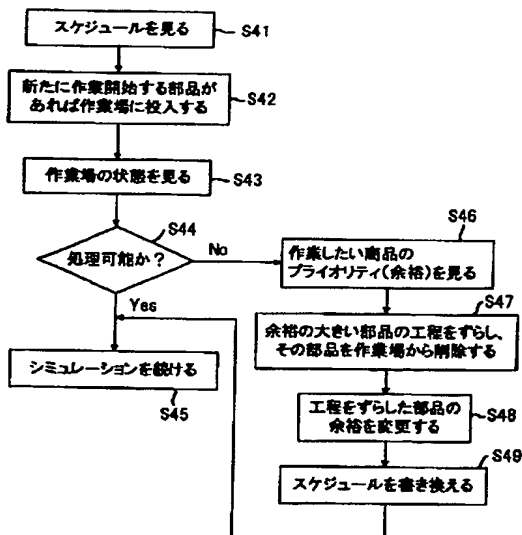 スケジュールを見る
S41
新たに作業開始する部品が
あれば作業場に投入する
S42
作業場の状態を見る
S43
処理可能か？
S44
No
Yes
シミュレーションを続ける
S45
S46
作業したい商品の
プライオリティ(余裕)を見る
S47
余裕の大きい部品の工程をずらし、
その部品を作業場から削除する
工程をずらした部品の
余裕を変更する
S48
S49
スケジュールを書き換える